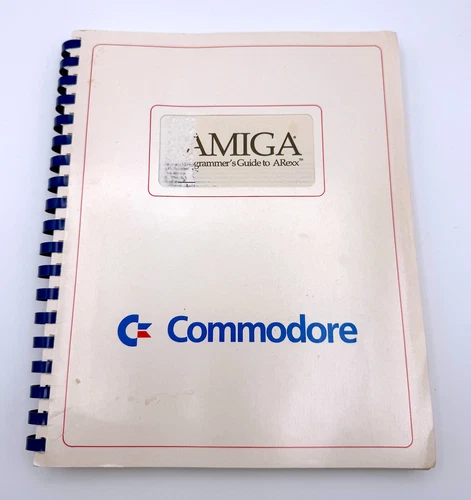 AMIGA®
grammer's Guide to ARexx™
Commodore